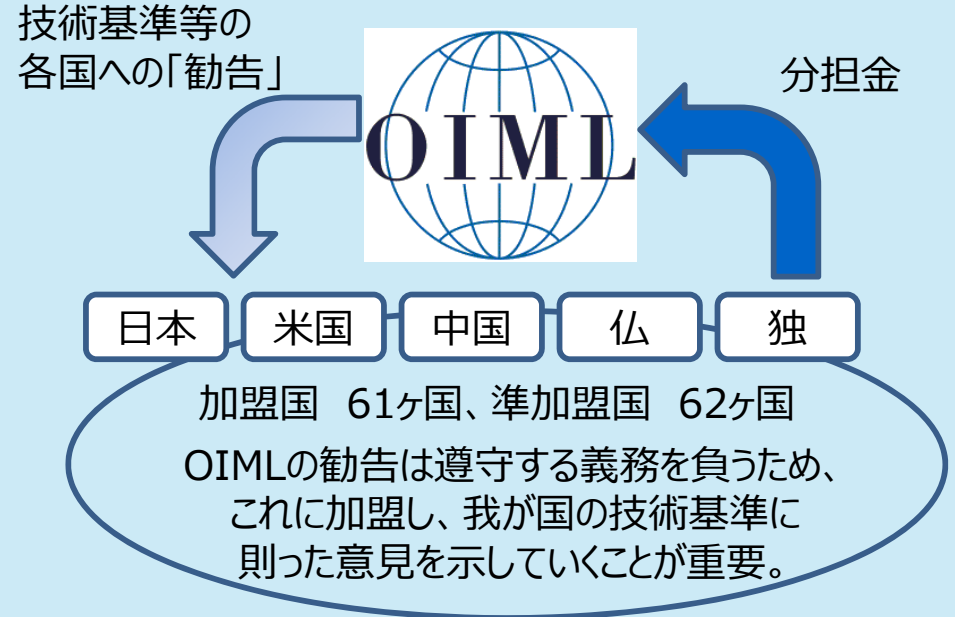 技術基準等の
各国への「勧告」
OIML
分担金
日本
米国
中国
仏
独
加盟国 61ヶ国、準加盟国 62ヶ国
OIMLの勧告は遵守する義務を負うため、
これに加盟し、我が国の技術基準に
則った意見を示していくことが重要。